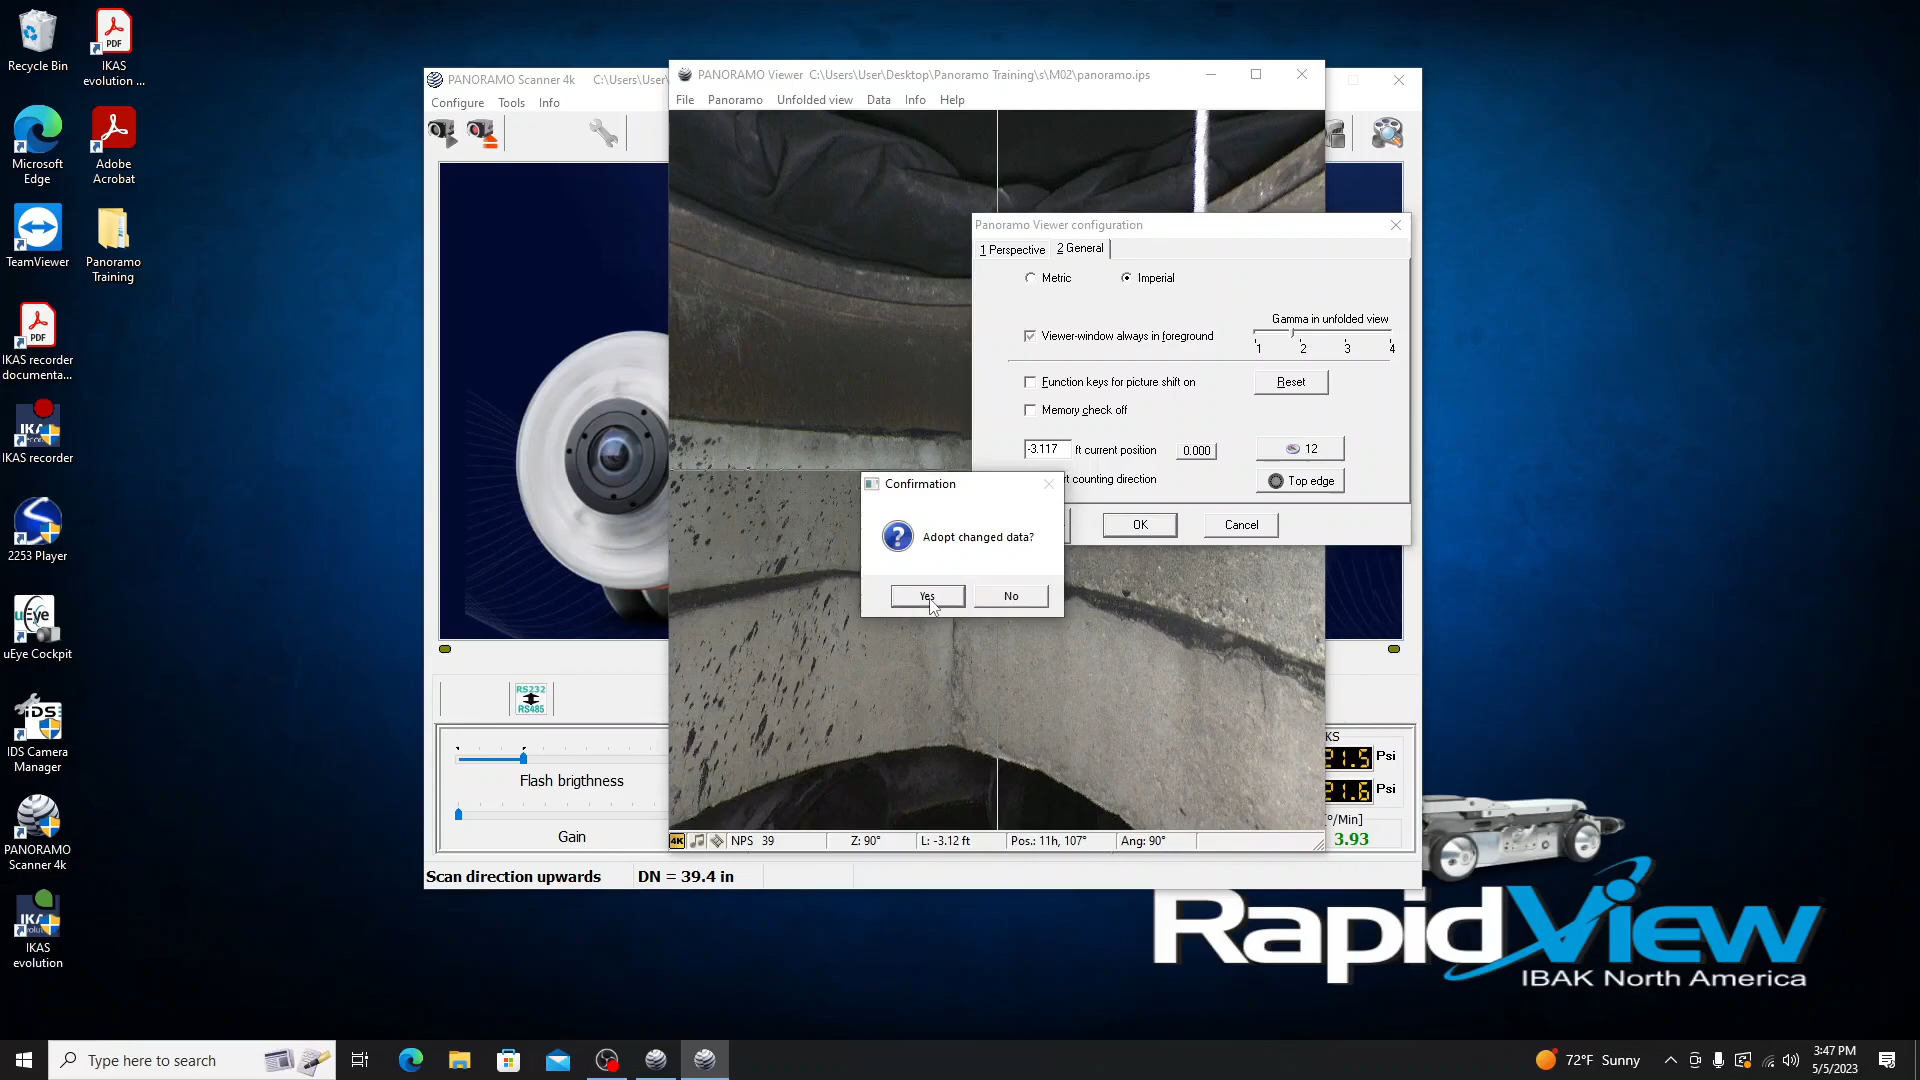 Recycle Bin
IKAS
evolution ...
Microsoft
Edge
Adobe
Acrobat
TeamViewer
Panoramo
Training
IKAS recorder
documenta...
IKAS recorder
2253 Player
uEye Cockpit
IDS Camera
Manager
PANORAMO
Scanner 4k
IKAS
evolution
PANORAMO Scanner 4k C:\Users\User
Configure Tools Info
RS232
RS485
Flash brigthness
Gain
KS
21.5 Psi
21.6 Psi
[°/Min]
3.93
Scan direction upwards DN = 39.4 in
PANORAMO Viewer C:\Users\User\Desktop\Panoramo Training\s\M02\panoramo.ips
File Panoramo Unfolded view Data Info Help
4K NPS 39 Z: 90° L: -3.12 ft Pos.: 11h, 107° Ang: 90°
Panoramo Viewer configuration
1 Perspective 2 General
Metric Imperial
Gamma in unfolded view
Viewer-window always in foreground
1 2 3 4
Function keys for picture shift on Reset
Memory check off
-3.117 ft current position 0.000 12
counting direction Top edge
OK Cancel
Confirmation
Adopt changed data?
Yes No
RapidView
IBAK North America
Type here to search
72°F Sunny
3:47 PM
5/5/2023